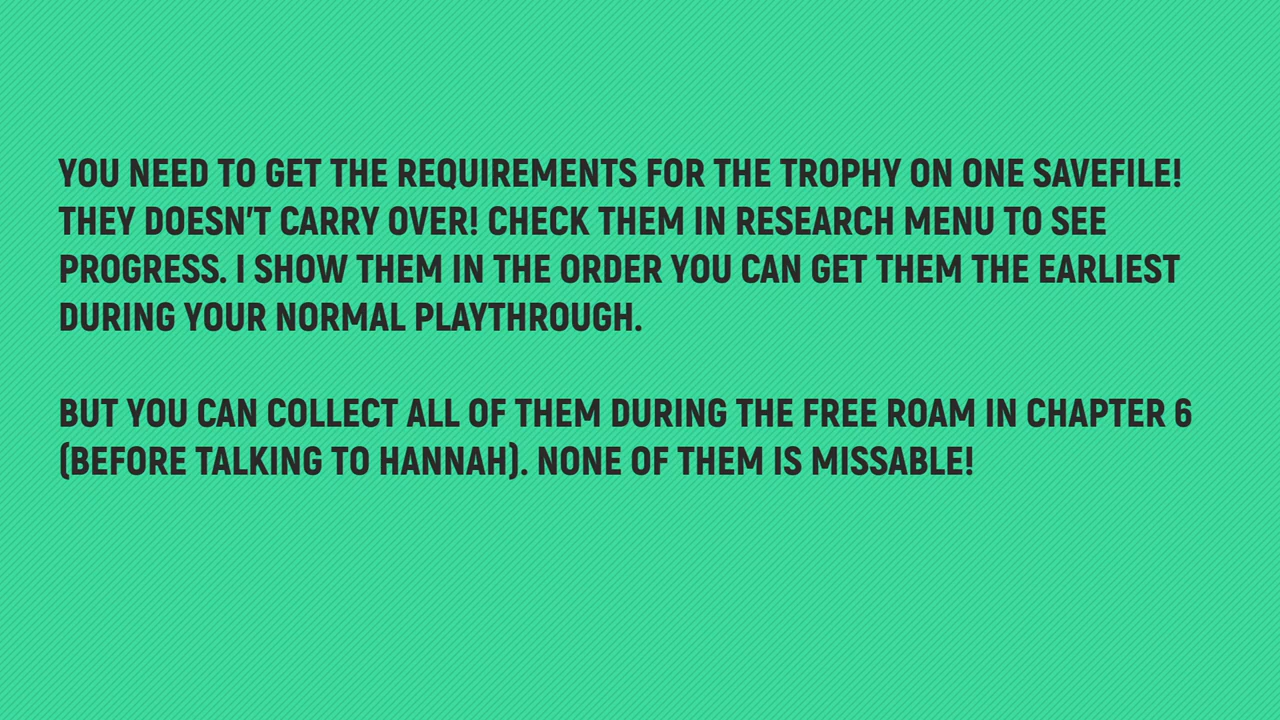 YOU NEED TO GET THE REQUIREMENTS FOR THE TROPHY ON ONE SAVEFILE!
THEY DOESN'T CARRY OVER! CHECK THEM IN RESEARCH MENU TO SEE
PROGRESS. I SHOW THEM IN THE ORDER YOU CAN GET THEM THE EARLIEST
DURING YOUR NORMAL PLAYTHROUGH.
BUT YOU CAN COLLECT ALL OF THEM DURING THE FREE ROAM IN CHAPTER 6
(BEFORE TALKING TO HANNAH). NONE OF THEM IS MISSABLE!